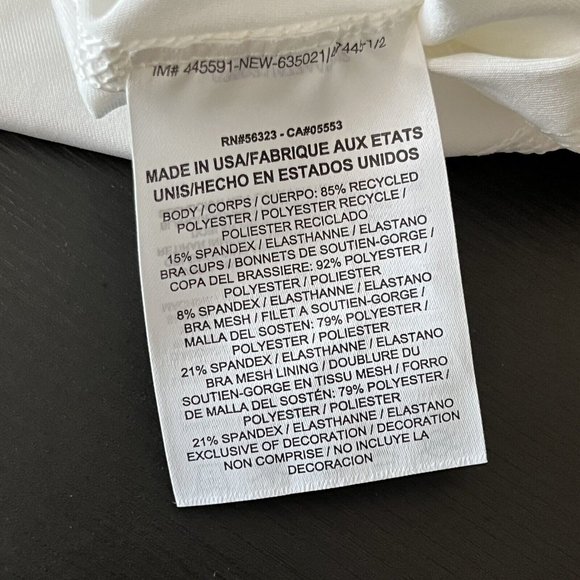 IM# 445591-NEW-635021
RN#56323 - CA#05553
MADE IN USA/FABRIQUE AUX ETATS
UNIS/HECHO EN ESTADOS UNIDOS
BODY / CORPS / CUERPO: 85% RECYCLED
POLYESTER / POLYESTER RECYCLE /
POLIESTER RECICLADO
15% SPANDEX / ELASTHANNE / ELASTANO
BRA CUPS / BONNETS DE SOUTIEN-GORGE /
COPA DEL BRASSIERE: 92% POLYESTER /
POLYESTER / POLIESTER
8% SPANDEX / ELASTHANNE / ELASTANO
BRA MESH / FILET A SOUTIEN-GORGE /
MALLA DEL SOSTEN: 79% POLYESTER /
POLYESTER / POLIESTER
21% SPANDEX / ELASTHANNE / ELASTANO
BRA MESH LINING / DOUBLURE DU
SOUTIEN-GORGE EN TISSU MESH / FORRO
DE MALLA DEL SOSTÉN: 79% POLYESTER /
POLYESTER / POLIESTER
21% SPANDEX / ELASTHANNE / ELASTANO
EXCLUSIVE OF DECORATION / DECORATION
NON COMPRISE / NO INCLUYE LA
DECORACION